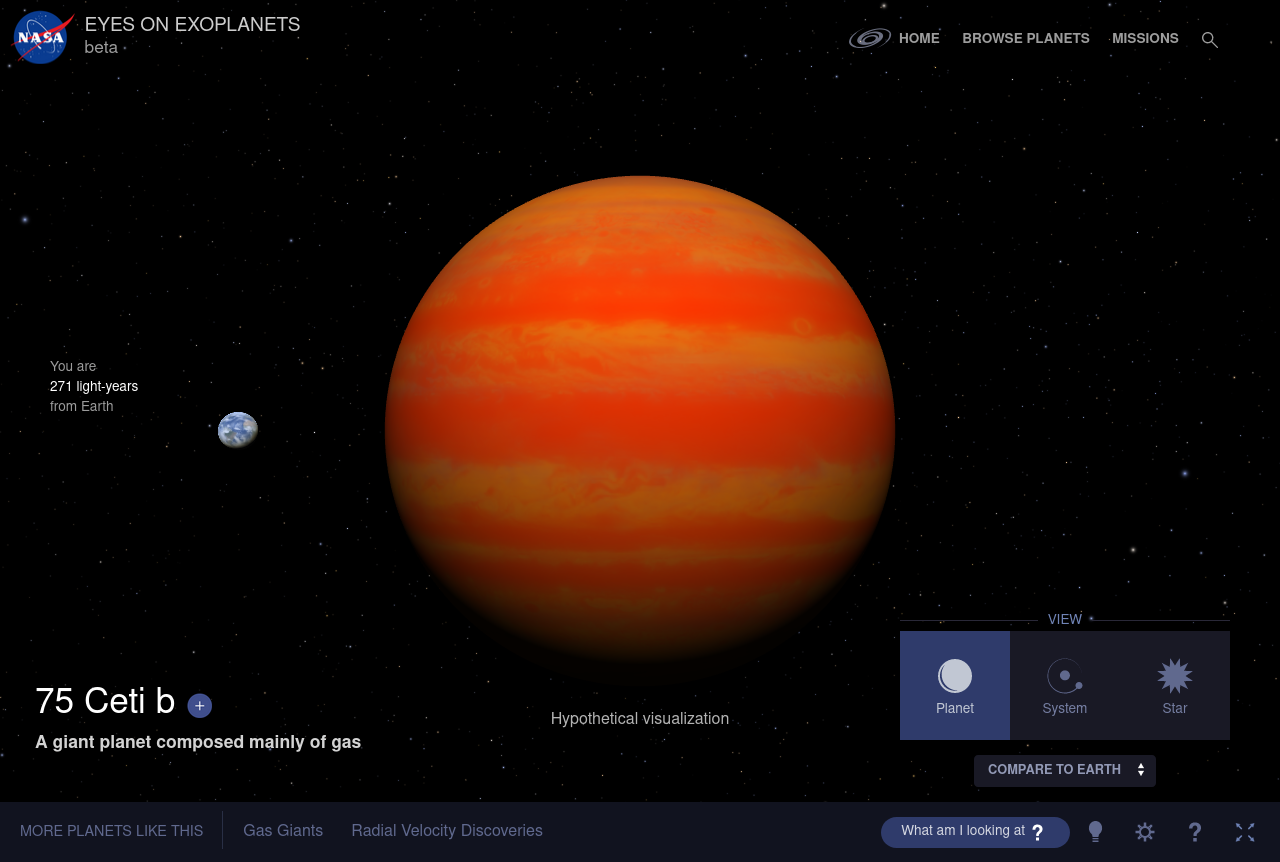 NASA
EYES ON EXOPLANETS
beta
HOME
BROWSE PLANETS
MISSIONS
You are
271 light-years
from Earth
75 Ceti b +
A giant planet composed mainly of gas
Hypothetical visualization
VIEW
Planet
System
Star
COMPARE TO EARTH
MORE PLANETS LIKE THIS
Gas Giants
Radial Velocity Discoveries
What am I looking at ?
?